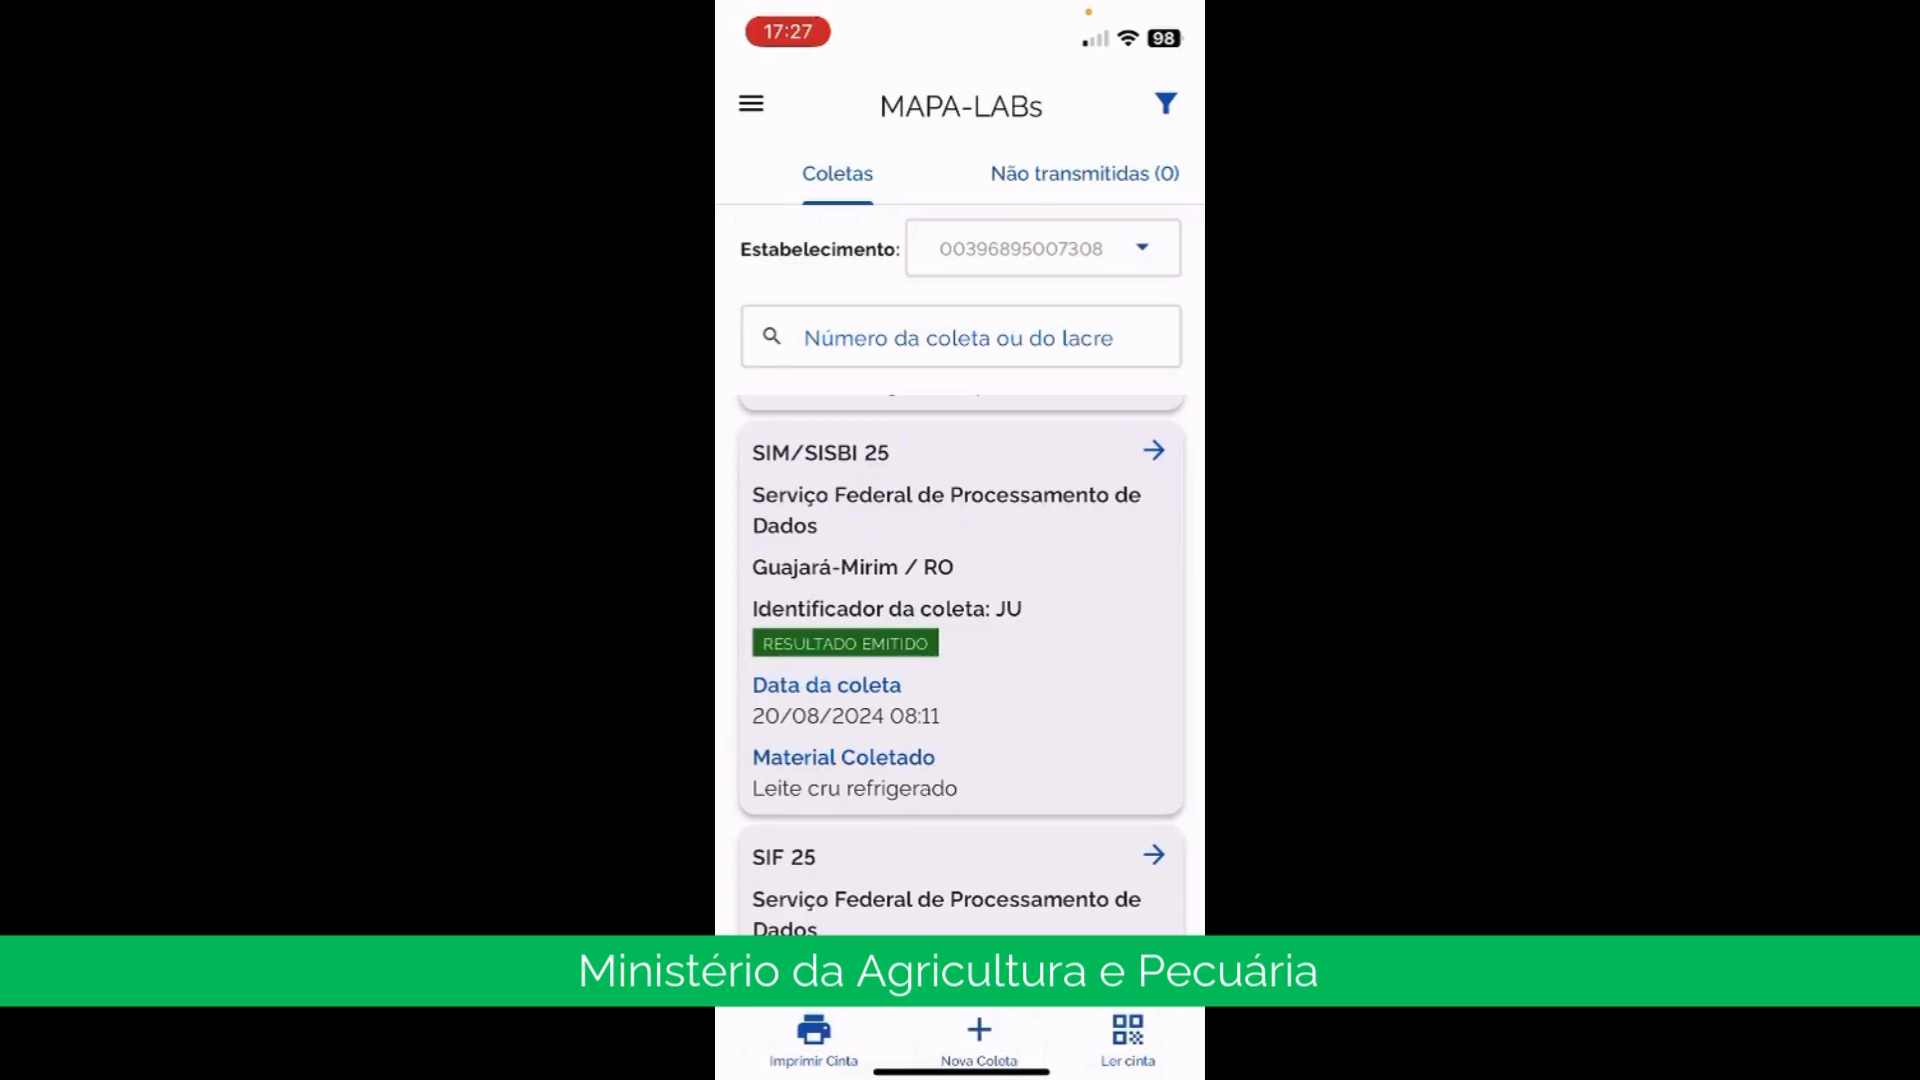 17:27
98
MAPA-LABs
Coletas
Não transmitidas (0)
Estabelecimento:
00396895007308
Número da coleta ou do lacre
SIM/SISBI 25
Serviço Federal de Processamento de
Dados
Guajará-Mirim / RO
Identificador da coleta: JU
RESULTADO EMITIDO
Data da coleta
20/08/2024 08:11
Material Coletado
Leite cru refrigerado
SIF 25
Serviço Federal de Processamento de
Dados
Ministério da Agricultura e Pecuária
Imprimir Cinta
Nova Coleta
Ler cinta